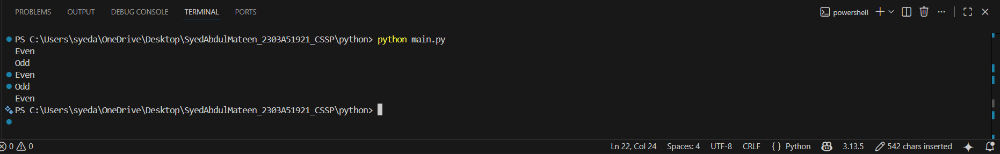 PROBLEMS OUTPUT DEBUG CONSOLE TERMINAL PORTS powershell
PS C:\Users\syeda\OneDrive\Desktop\SyedAbdulMateen_2303A51921_CSSP\python> python main.py
Even
Odd
Even
Odd
Even
PS C:\Users\syeda\OneDrive\Desktop\SyedAbdulMateen_2303A51921_CSSP\python>
0 0 Ln 22, Col 24 Spaces: 4 UTF-8 CRLF { } Python 3.13.5 542 chars inserted